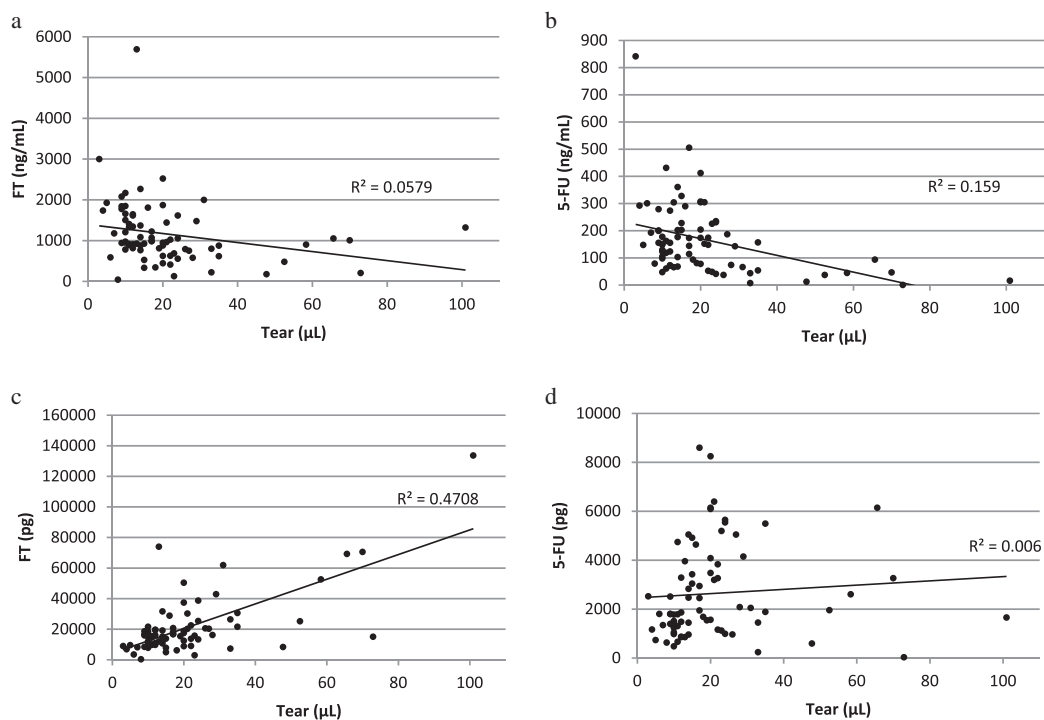 a
6000
5000
4000
3000
2000
1000
0
FT (ng/mL)
R² = 0.0579
0 20 40 60 80 100
Tear (µL)
b
900
800
700
600
500
400
300
200
100
0
5-FU (ng/mL)
R² = 0.159
0 20 40 60 80 100
Tear (µL)
c
160000
140000
120000
100000
80000
60000
40000
20000
0
FT (pg)
R² = 0.4708
0 20 40 60 80 100
Tear (µL)
d
10000
8000
6000
4000
2000
0
5-FU (pg)
R² = 0.006
0 20 40 60 80 100
Tear (µL)